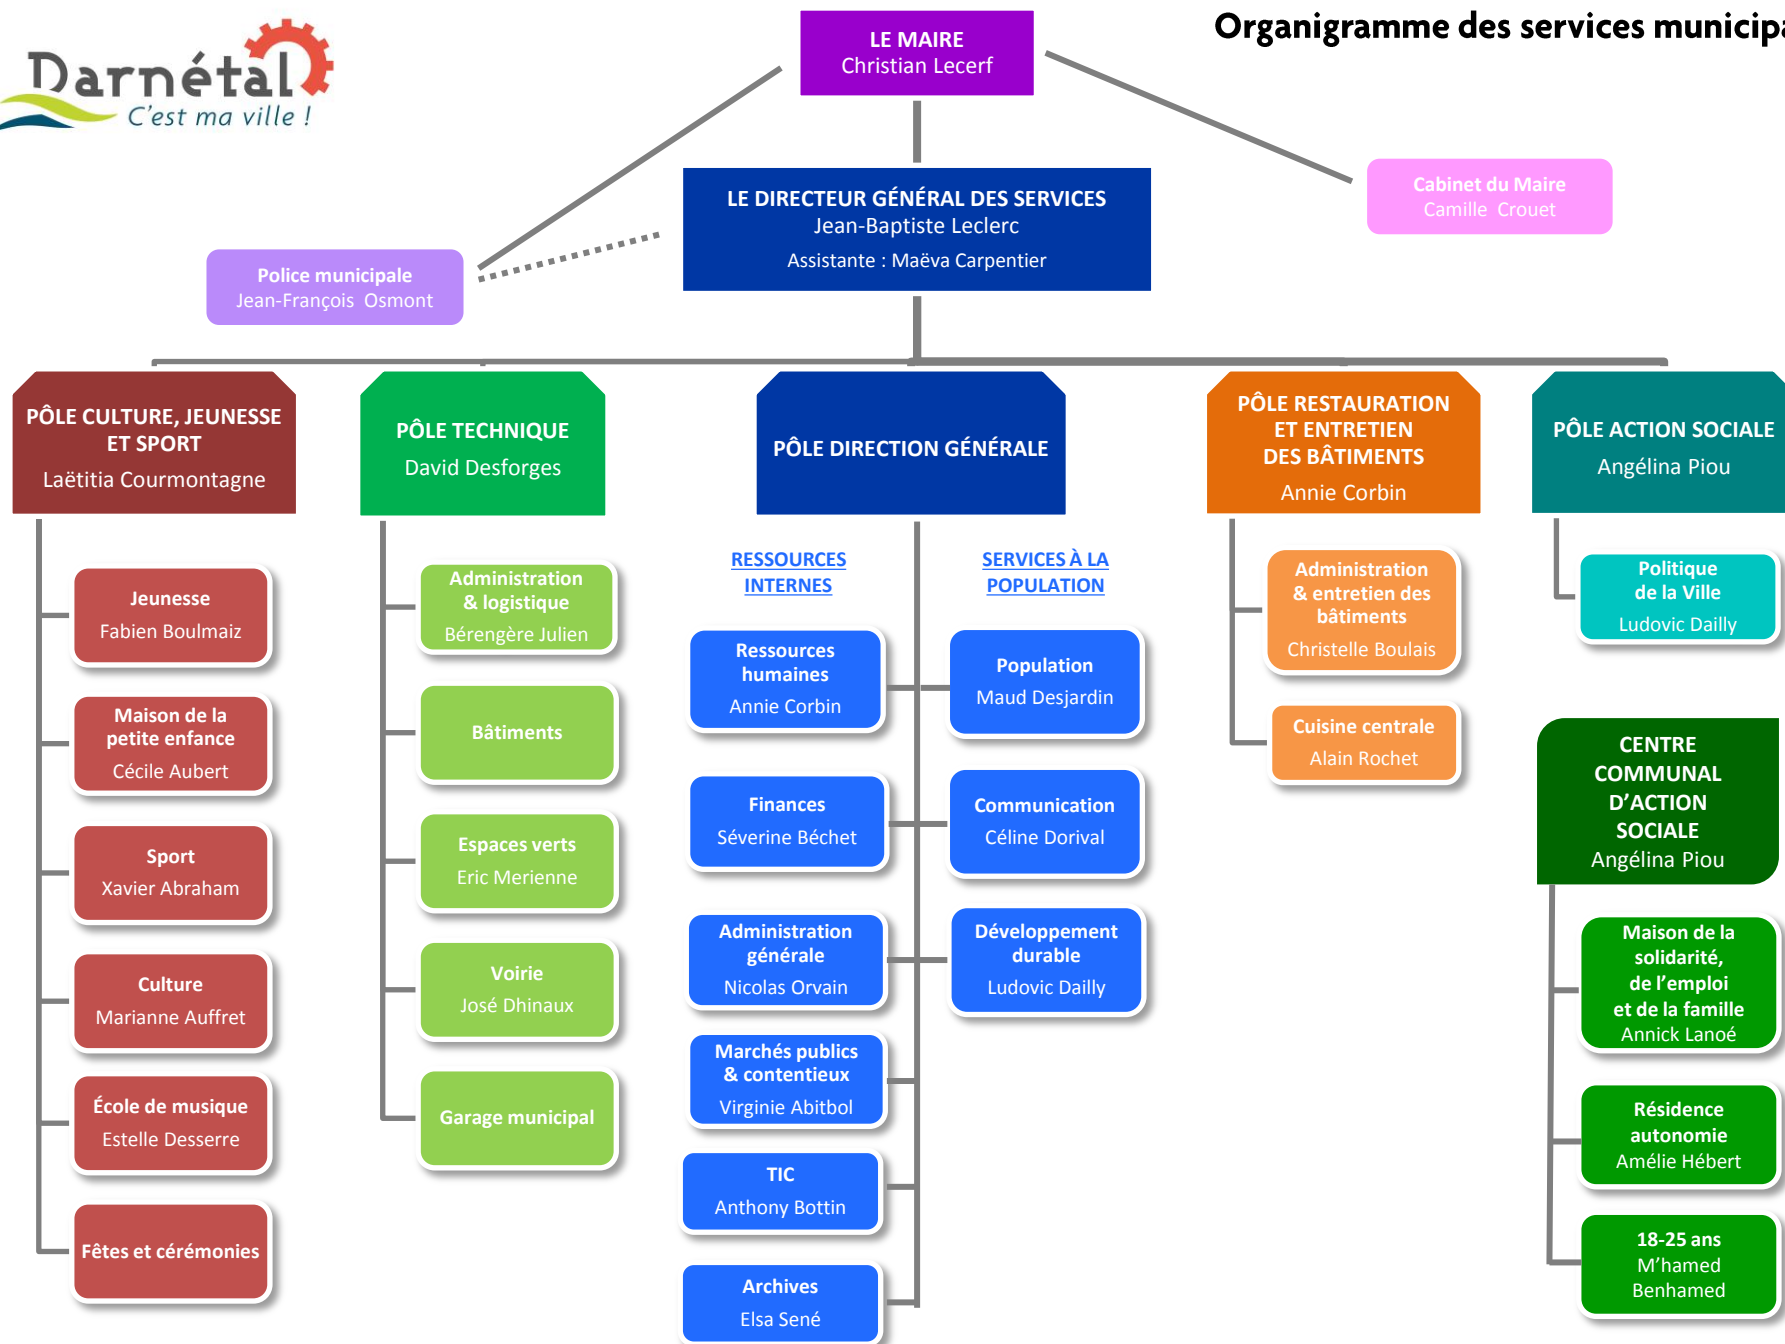 Darnétal
C'est ma ville !
Organigramme des services municipa
LE MAIRE
Christian Lecerf
LE DIRECTEUR GÉNÉRAL DES SERVICES
Jean-Baptiste Leclerc
Assistante : Maëva Carpentier
Cabinet du Maire
Camille Crouet
Police municipale
Jean-François Osmont
PÔLE CULTURE, JEUNESSE
ET SPORT
Laëtitia Courmontagne
Jeunesse
Fabien Boulmaiz
Maison de la
petite enfance
Cécile Aubert
Sport
Xavier Abraham
Culture
Marianne Auffret
École de musique
Estelle Desserre
Fêtes et cérémonies
PÔLE TECHNIQUE
David Desforges
Administration
& logistique
Bérengère Julien
Bâtiments
Espaces verts
Eric Merienne
Voirie
José Dhinaux
Garage municipal
PÔLE DIRECTION GÉNÉRALE
RESSOURCES
INTERNES
Ressources
humaines
Annie Corbin
Finances
Séverine Béchet
Administration
générale
Nicolas Orvain
Marchés publics
& contentieux
Virginie Abitbol
TIC
Anthony Bottin
Archives
Elsa Sené
SERVICES À LA
POPULATION
Population
Maud Desjardin
Communication
Céline Dorival
Développement
durable
Ludovic Dailly
PÔLE RESTAURATION
ET ENTRETIEN
DES BÂTIMENTS
Annie Corbin
Administration
& entretien des
bâtiments
Christelle Boulais
Cuisine centrale
Alain Rochet
PÔLE ACTION SOCIALE
Angélina Piou
Politique
de la Ville
Ludovic Dailly
CENTRE
COMMUNAL
D'ACTION
SOCIALE
Angélina Piou
Maison de la
solidarité,
de l'emploi
et de la famille
Annick Lanoé
Résidence
autonomie
Amélie Hébert
18-25 ans
M'hamed
Benhamed